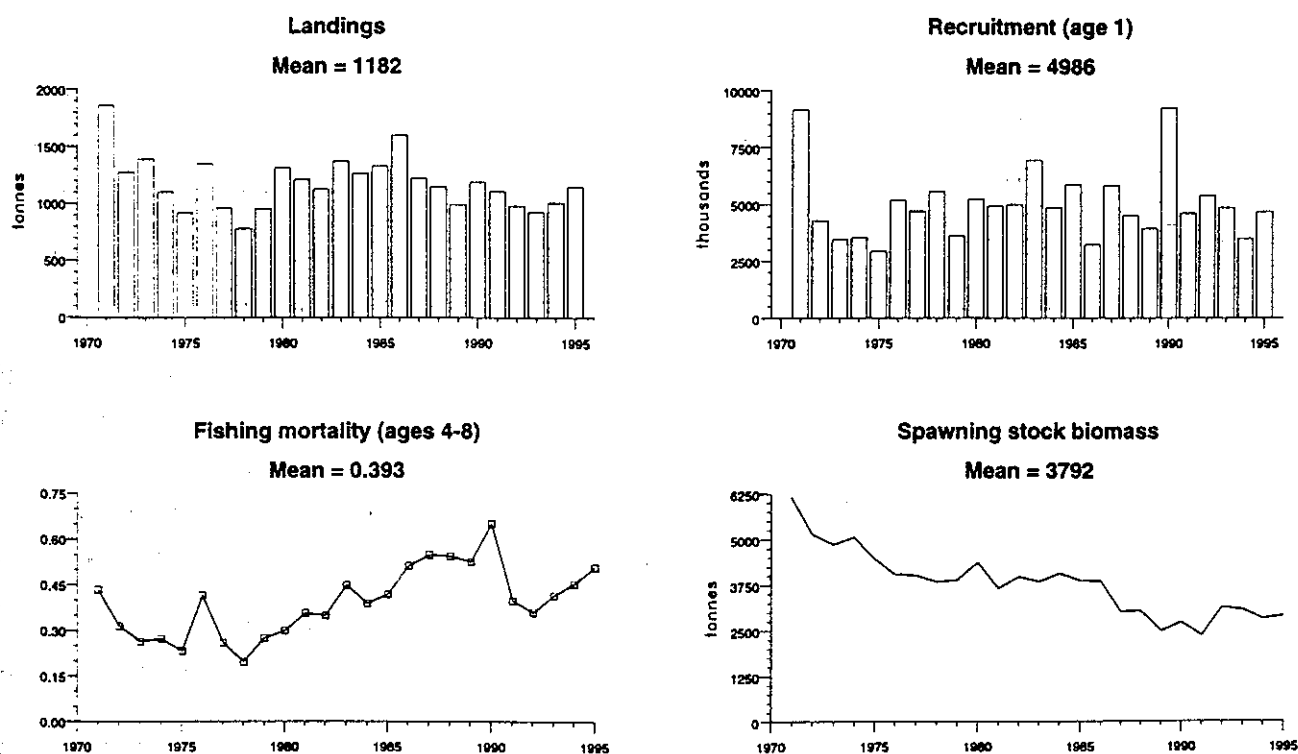 Landings
Mean = 1182
2000
1500
1000
500
0
tonnes
1970 1975 1980 1985 1990 1995
Recruitment (age 1)
Mean = 4986
10000
7500
5000
2500
0
thousands
1970 1975 1980 1985 1990 1995
Fishing mortality (ages 4-8)
Mean = 0.393
0.75
0.60
0.45
0.30
0.15
0.00
1970 1975 1980 1985 1990 1995
Spawning stock biomass
Mean = 3792
6250
5000
3750
2500
1250
0
tonnes
1970 1975 1980 1985 1990 1995